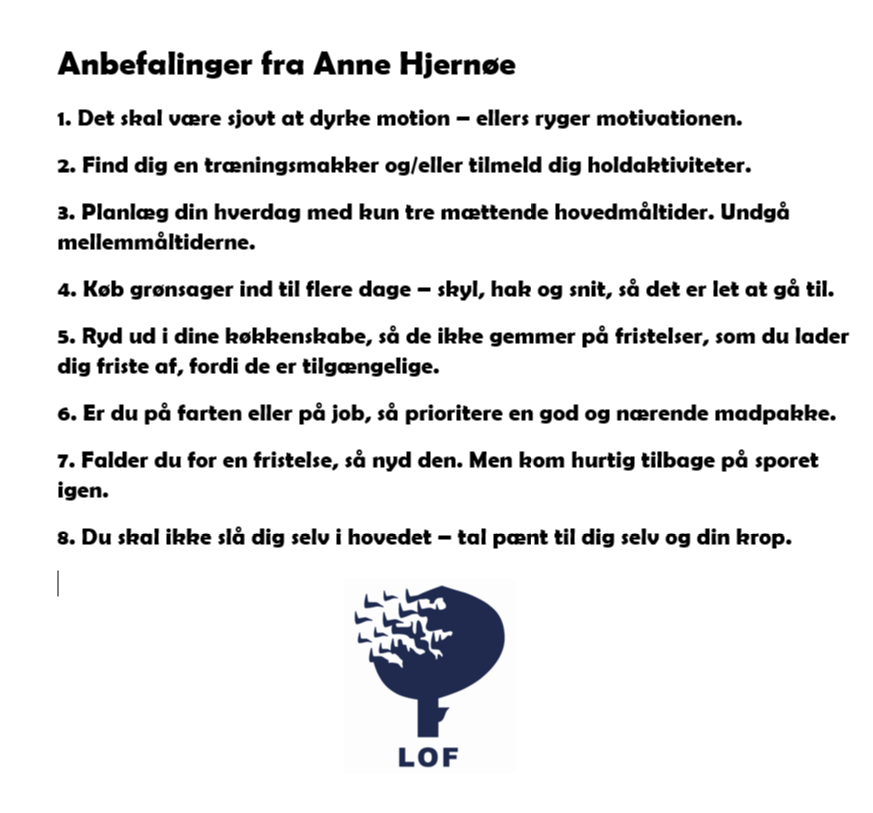 Anbefalinger fra Anne Hjernøe
1. Det skal være sjovt at dyrke motion – ellers ryger motivationen.
2. Find dig en træningsmakker og/eller tilmeld dig holdaktiviteter.
3. Planlæg din hverdag med kun tre mættende hovedmåltider. Undgå
mellemmåltiderne.
4. Køb grønsager ind til flere dage – skyl, hak og snit, så det er let at gå til.
5. Ryd ud i dine køkkenskabe, så de ikke gemmer på fristelser, som du lader
dig friste af, fordi de er tilgængelige.
6. Er du på farten eller på job, så prioritere en god og nærende madpakke.
7. Falder du for en fristelse, så nyd den. Men kom hurtig tilbage på sporet
igen.
8. Du skal ikke slå dig selv i hovedet – tal pænt til dig selv og din krop.
LOF